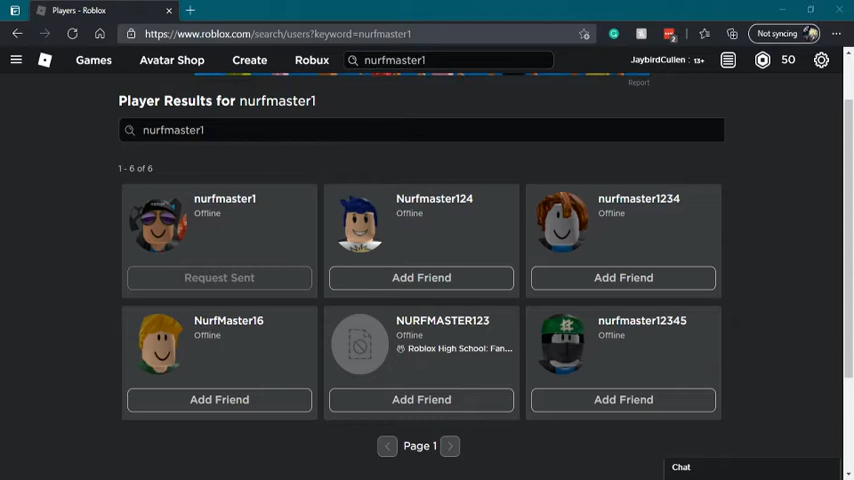 Players - Roblox
https://www.roblox.com/search/users?keyword=nurfmaster1
2
Not syncing
Games
Avatar Shop
Create
Robux
nurfmaster1
JaybirdCullen : 13+
50
Report
Player Results for nurfmaster1
nurfmaster1
1 - 6 of 6
nurfmaster1
Offline
Request Sent
Nurfmaster124
Offline
Add Friend
nurfmaster1234
Offline
Add Friend
NurfMaster16
Offline
Add Friend
NURFMASTER123
Offline
Roblox High School: Fan...
Add Friend
nurfmaster12345
Offline
Add Friend
Page 1
Chat